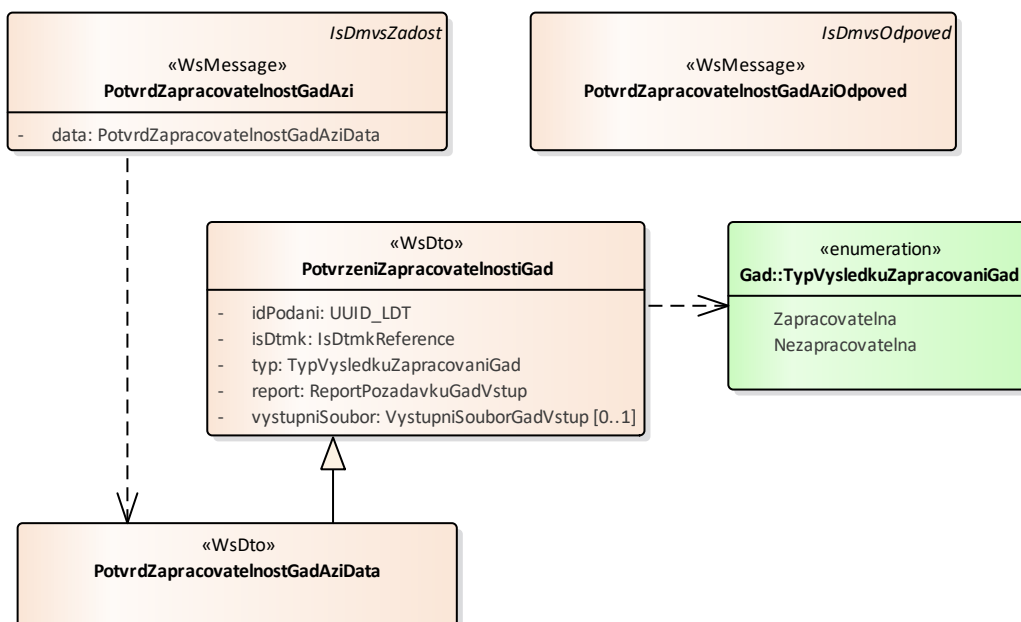 IsDmvsZadost
«WsMessage»
PotvrdZapracovatelnostGadAzi
- data: PotvrdZapracovatelnostGadAziData
IsDmvsOdpoved
«WsMessage»
PotvrdZapracovatelnostGadAziOdpoved
«WsDto»
PotvrzeniZapracovatelnostiGad
- idPodani: UUID_LDT
- isDtmk: IsDtmkReference
- typ: TypVysledkuZapracovaniGad
- report: ReportPozadavkuGadVstup
- vystupniSoubor: VystupniSouborGadVstup [0..1]
«enumeration»
Gad::TypVysledkuZapracovaniGad
Zapracovatelna
Nezapracovatelna
«WsDto»
PotvrdZapracovatelnostGadAziData